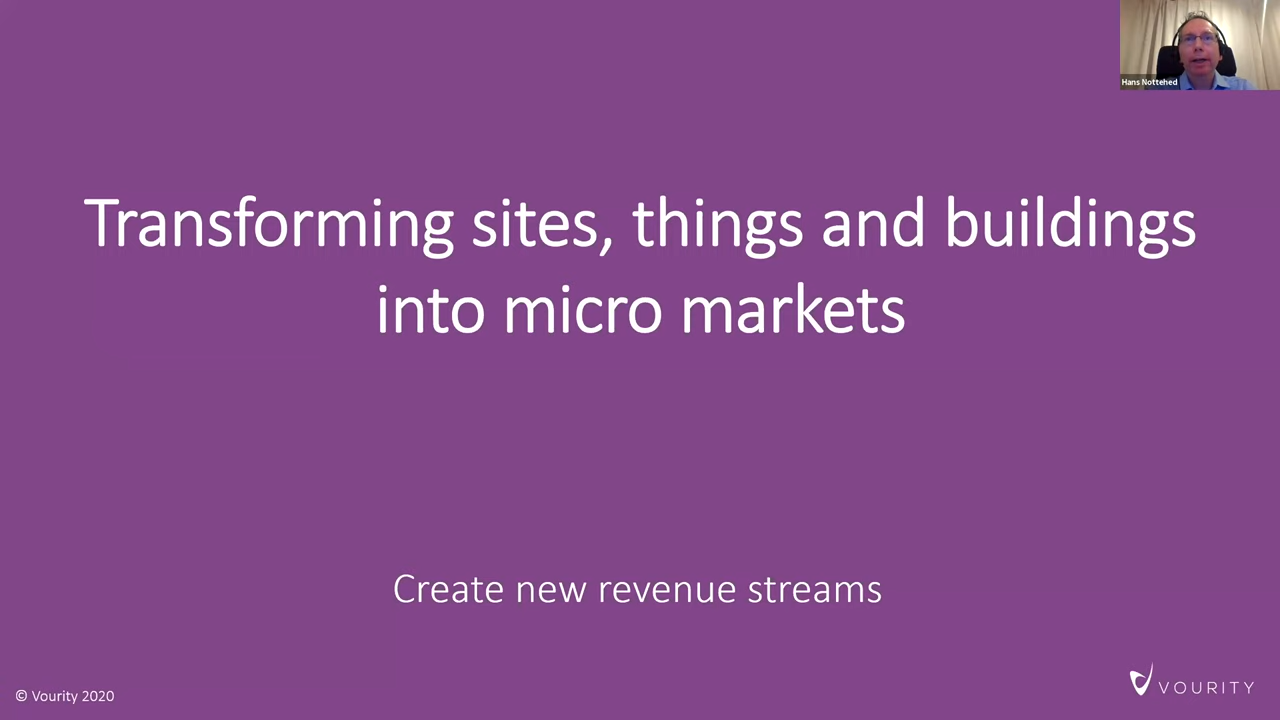 Hans Nottehed
Transforming sites, things and buildings
into micro markets
Create new revenue streams
© Vourity 2020
VOURITY